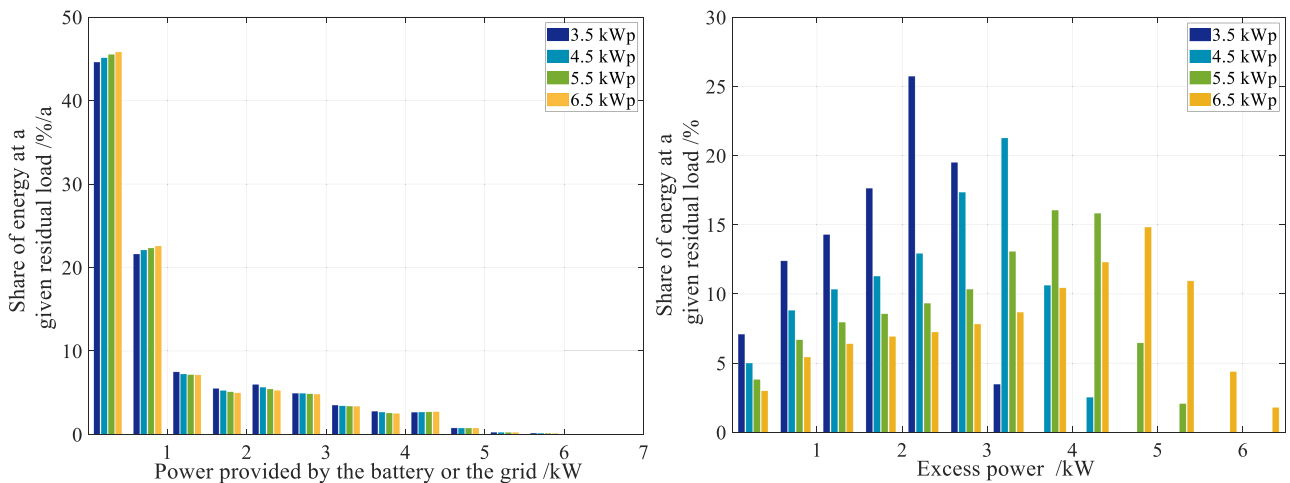 Share of energy at a
given residual load /%/a
50
40
30
20
10
0
1 2 3 4 5 6 7
Power provided by the battery or the grid /kW
3.5 kWp
4.5 kWp
5.5 kWp
6.5 kWp
Share of energy at a
given residual load /%
30
25
20
15
10
5
0
1 2 3 4 5 6
Excess power /kW
3.5 kWp
4.5 kWp
5.5 kWp
6.5 kWp